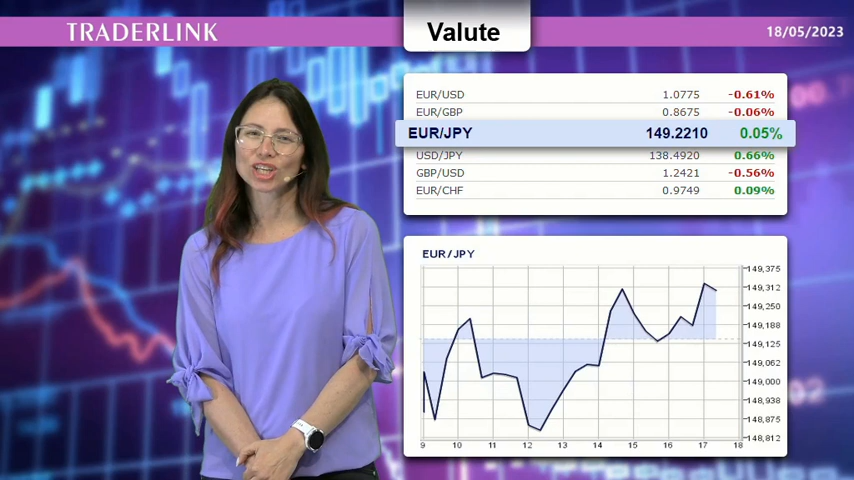 TRADERLINK
Valute
18/05/2023
EUR/USD 1.0775 -0.61%
EUR/GBP 0.8675 -0.06%
EUR/JPY 149.2210 0.05%
USD/JPY 138.4920 0.66%
GBP/USD 1.2421 -0.56%
EUR/CHF 0.9749 0.09%
EUR/JPY
149,375
149,312
149,250
149,188
149,125
149,062
149,000
148,938
148,875
148,812
9 10 11 12 13 14 15 16 17 18